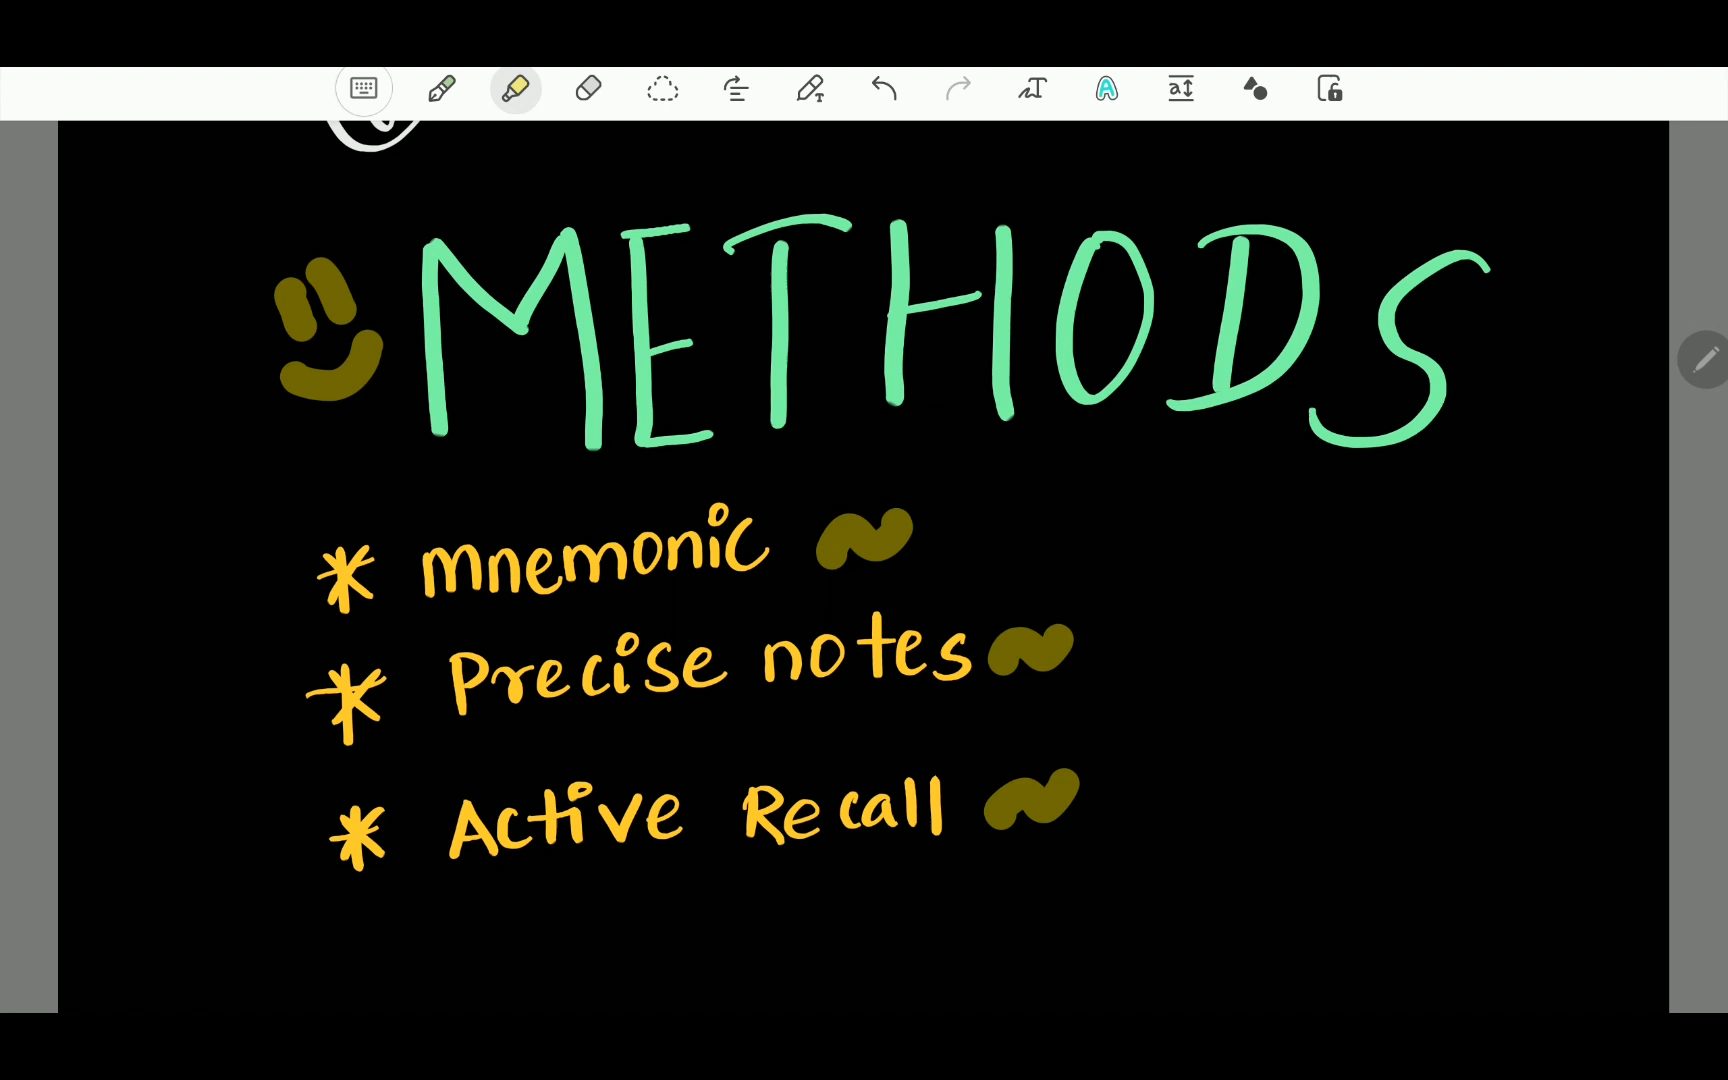 METHODS
* mnemonic
* Precise notes
* Active Recall